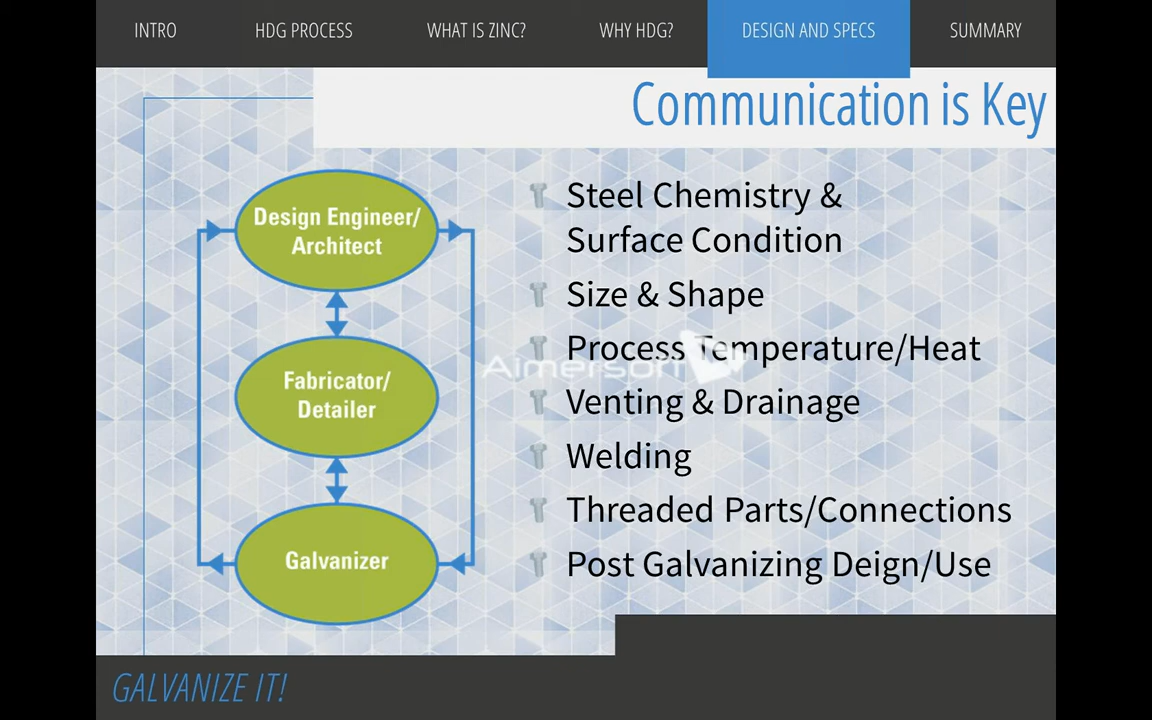 INTRO
HDG PROCESS
WHAT IS ZINC?
WHY HDG?
DESIGN AND SPECS
SUMMARY
Communication is Key
Design Engineer/
Architect
Fabricator/
Detailer
Galvanizer
Steel Chemistry &
Surface Condition
Size & Shape
Process Temperature/Heat
Venting & Drainage
Welding
Threaded Parts/Connections
Post Galvanizing Deign/Use
Aimersoft
GALVANIZE IT!